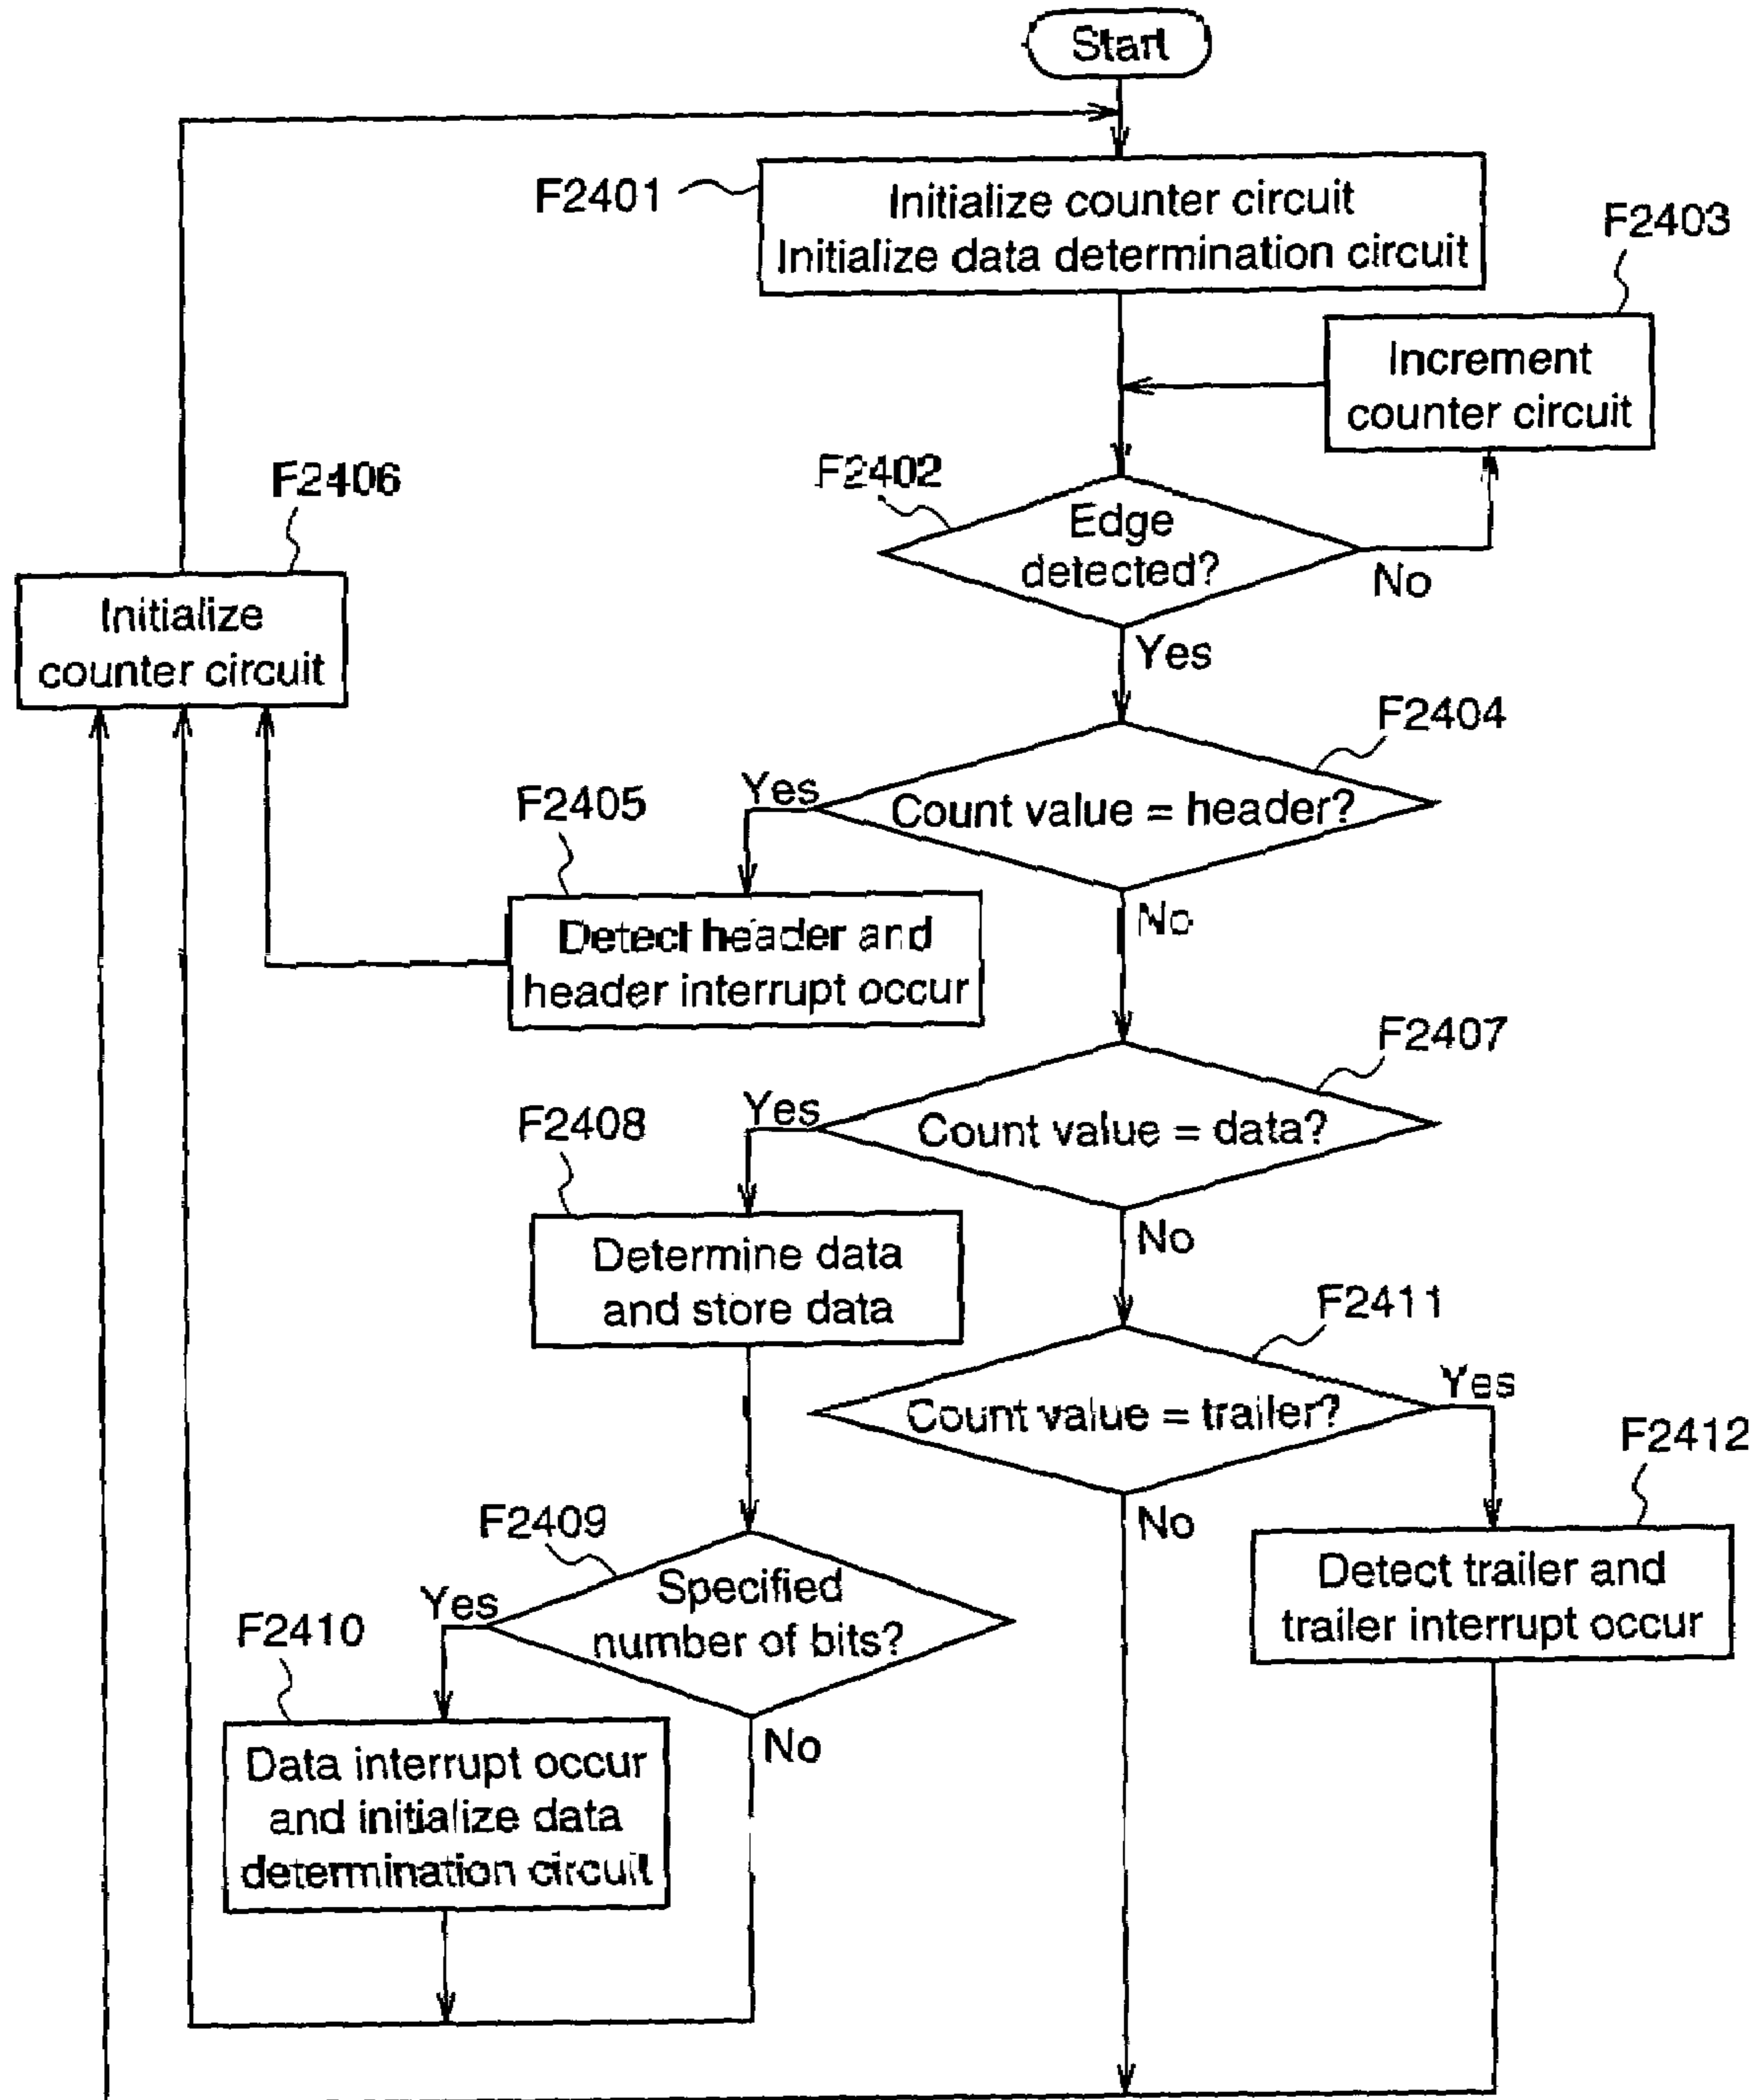 Start
F2401
Initialize counter circuit
Initialize data determination circuit
F2403
Increment
counter circuit
F2402
Edge
detected?
No
Yes
F2406
Initialize
counter circuit
F2404
Count value = header?
Yes
No
F2405
Detect header and
header interrupt occur
F2407
Count value = data?
Yes
No
F2408
Determine data
and store data
F2411
Count value = trailer?
Yes
No
F2412
Detect trailer and
trailer interrupt occur
F2409
Specified
number of bits?
Yes
No
F2410
Data interrupt occur
and initialize data
determination circuit